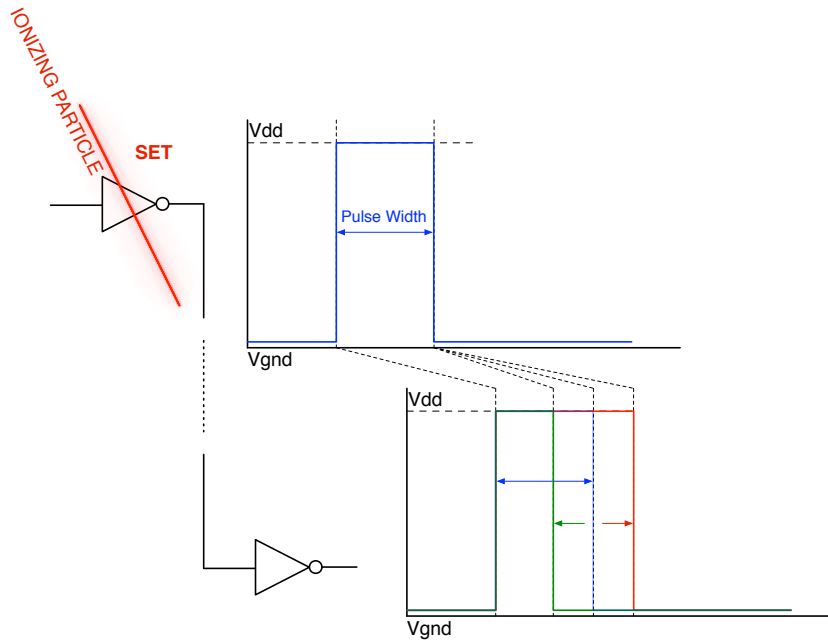 IONIZING PARTICLE
SET
Vdd
Pulse Width
Vgnd
Vdd
Vgnd